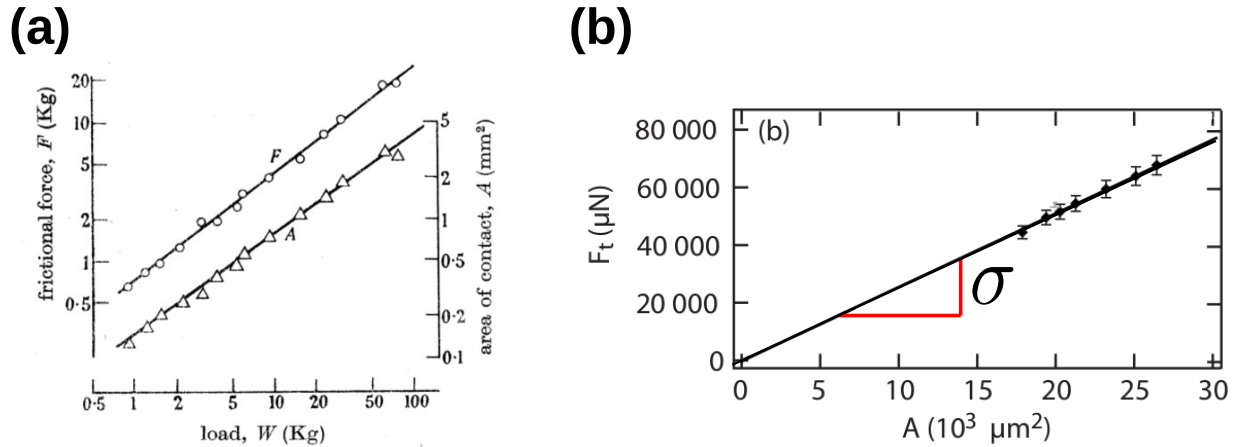 (a)
frictional force, F (Kg)
20
10
5
2
1
0·5
F
A
5
2
1
0·5
0·2
0·1
area of contact, A (mm²)
0·5 1 2 5 10 20 50 100
load, W (Kg)
(b)
(b)
Fₜ (μN)
80 000
60 000
40 000
20 000
0
σ
0 5 10 15 20 25 30
A (10³ μm²)